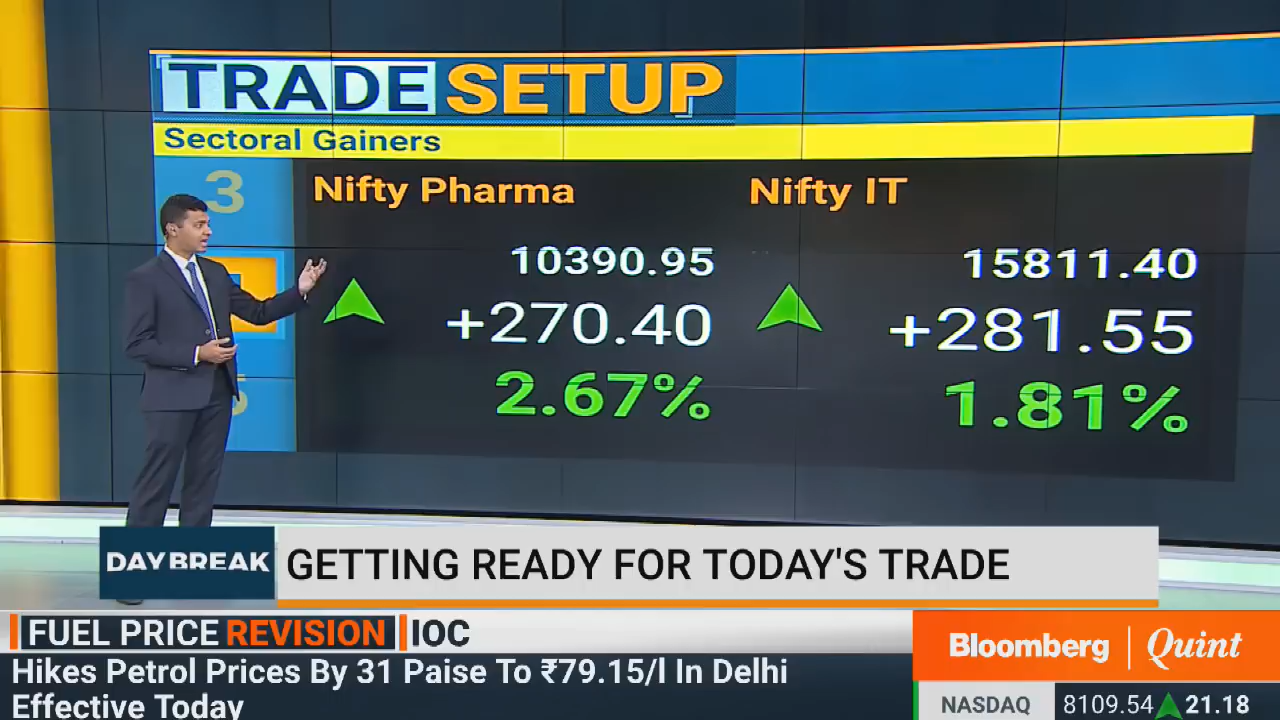 TRADE SETUP
Sectoral Gainers
3
Nifty Pharma
Nifty IT
10390.95
+270.40
2.67%
15811.40
+281.55
1.81%
DAYBREAK
GETTING READY FOR TODAY'S TRADE
FUEL PRICE REVISION IOC
Hikes Petrol Prices By 31 Paise To ₹79.15/l In Delhi
Effective Today
Bloomberg | Quint
NASDAQ 8109.54 21.18